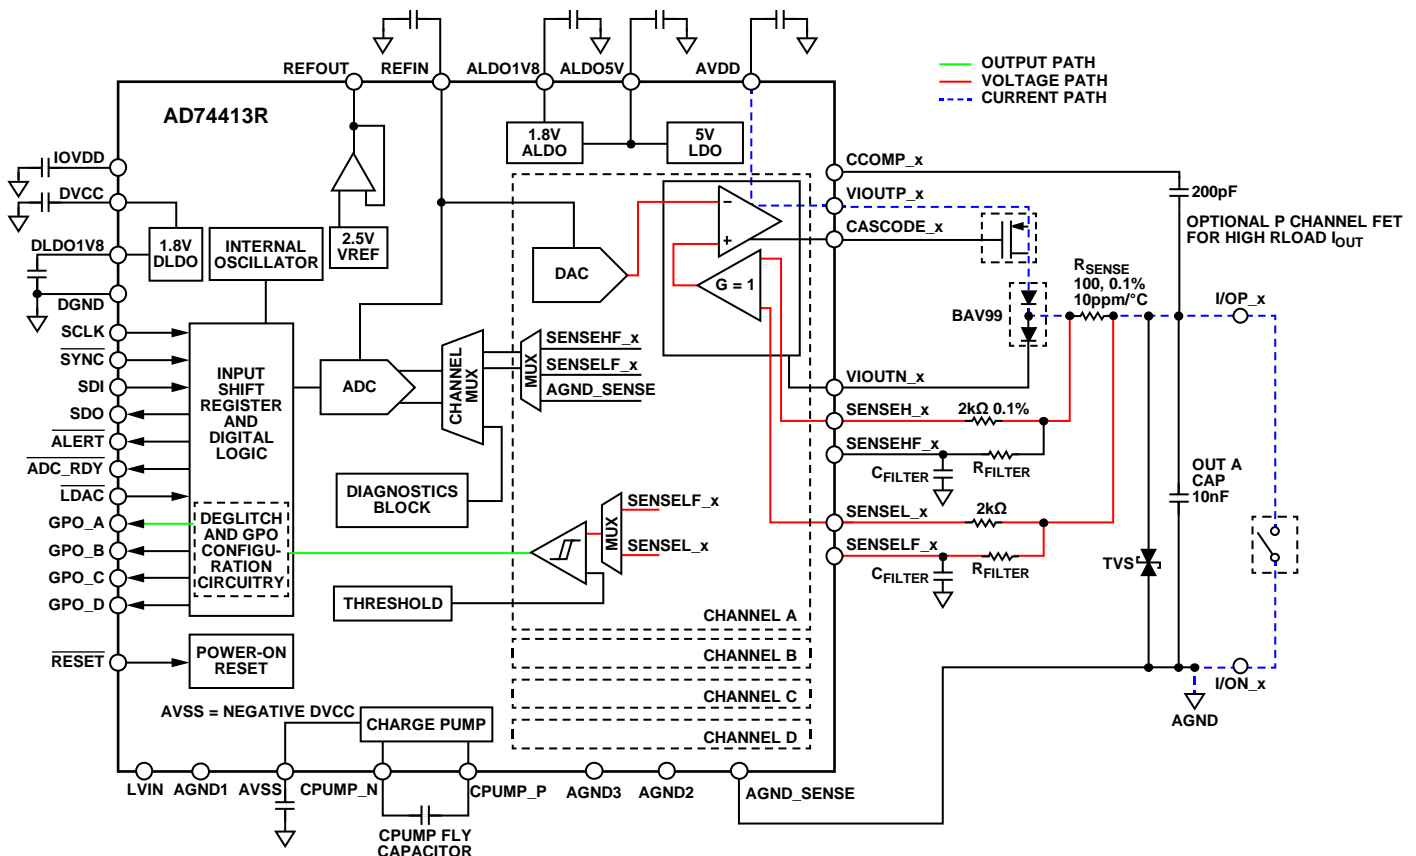 REFOUT
REFIN
ALDO1V8
ALDO5V
AVDD
OUTPUT PATH
VOLTAGE PATH
CURRENT PATH
AD74413R
IOVDD
DVCC
DLDO1V8
DGND
SCLK
SYNC
SDI
SDO
ALERT
ADC_RDY
LDAC
GPO_A
GPO_B
GPO_C
GPO_D
RESET
1.8V
DLDO
INTERNAL
OSCILLATOR
2.5V
VREF
1.8V
ALDO
5V
LDO
INPUT
SHIFT
REGISTER
AND
DIGITAL
LOGIC
DEGLITCH
AND GPO
CONFIGU-
RATION
CIRCUITRY
POWER-ON
RESET
ADC
CHANNEL
MUX
MUX
SENSEHF_x
SENSELF_x
AGND_SENSE
DAC
−
+
G = 1
DIAGNOSTICS
BLOCK
THRESHOLD
MUX
SENSELF_x
SENSEL_x
CHANNEL A
CHANNEL B
CHANNEL C
CHANNEL D
AVSS = NEGATIVE DVCC
CHARGE PUMP
LVIN
AGND1
AVSS
CPUMP_N
CPUMP_P
AGND3
AGND2
AGND_SENSE
CPUMP FLY
CAPACITOR
CCOMP_x
VIOUTP_x
CASCODE_x
VIOUTN_x
SENSEH_x
SENSEHF_x
SENSEL_x
SENSELF_x
200pF
OPTIONAL P CHANNEL FET
FOR HIGH RLOAD IOUT
RSENSE
100, 0.1%
10ppm/°C
BAV99
I/OP_x
2kΩ 0.1%
CFILTER
RFILTER
2kΩ
CFILTER
RFILTER
OUT A
CAP
10nF
TVS
I/ON_x
AGND